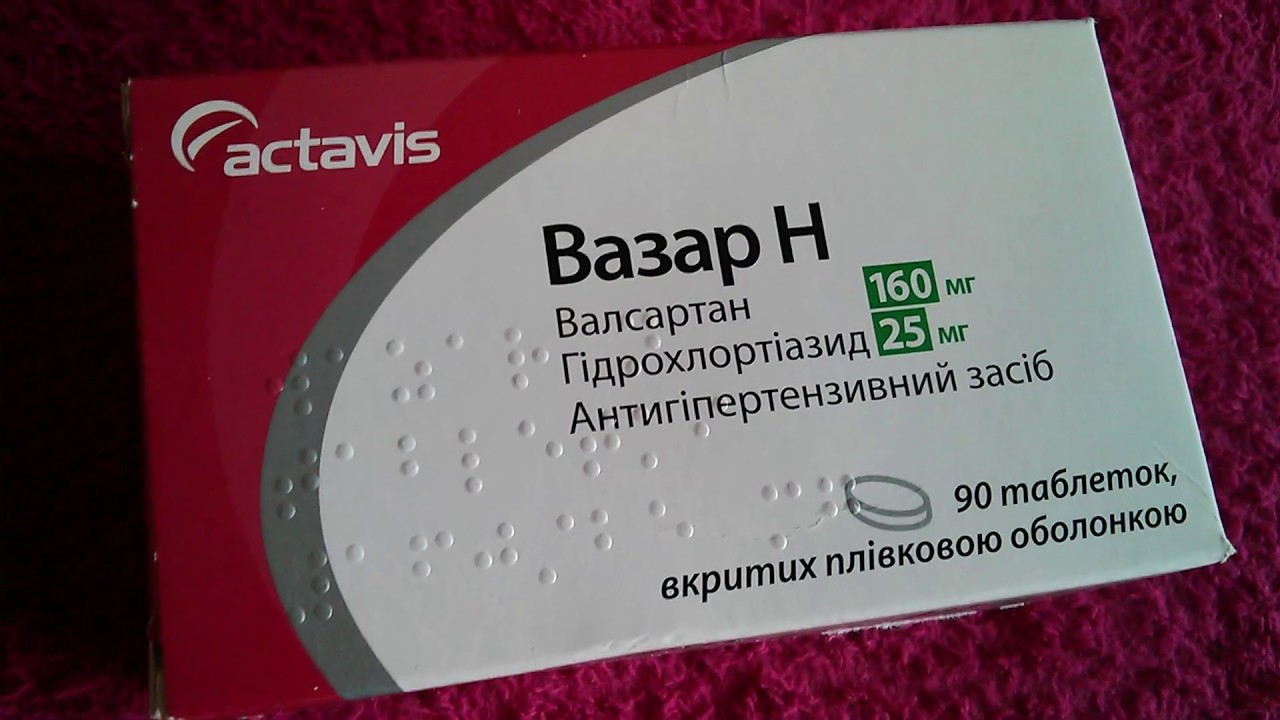 actavis
Вазар Н
Валсартан 160 мг
Гідрохлортіазид 25 мг
Антигіпертензивний засіб
90 таблеток,
вкритих плівковою оболонкою